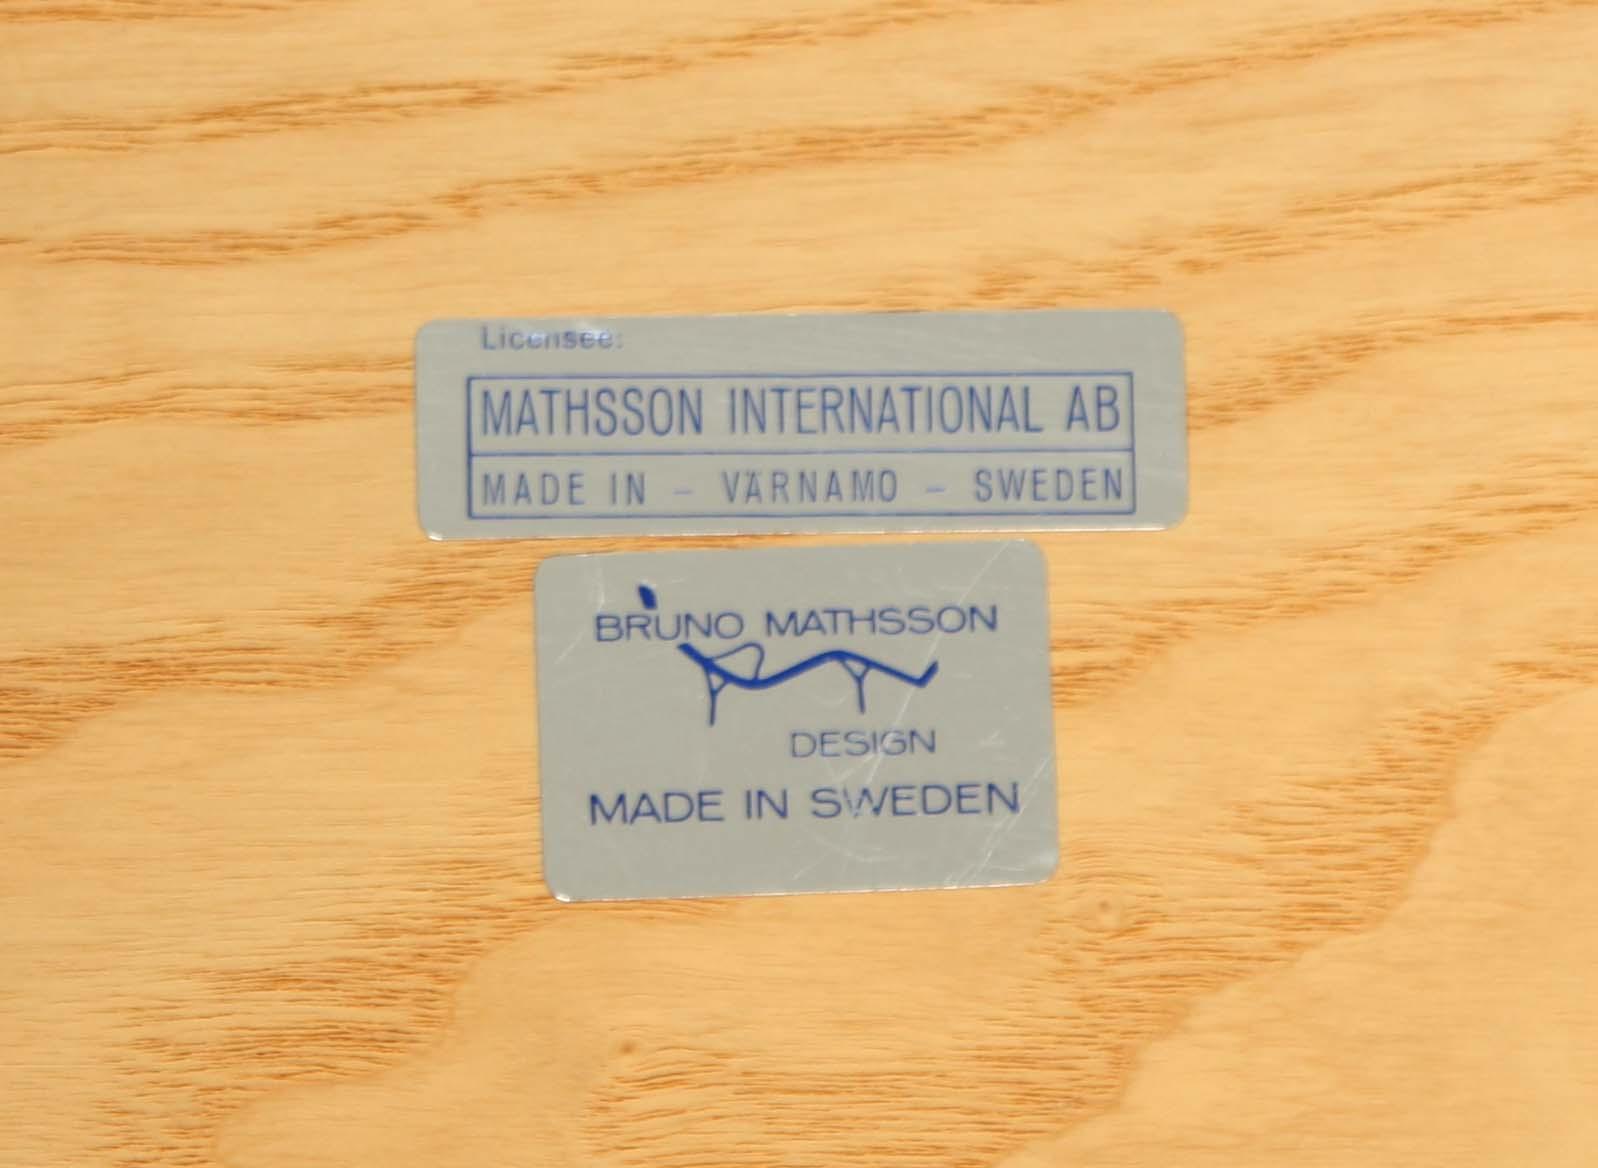 Licensee:
MATHSSON INTERNATIONAL AB
MADE IN – VÄRNAMO – SWEDEN
BRUNO MATHSSON
DESIGN
MADE IN SWEDEN